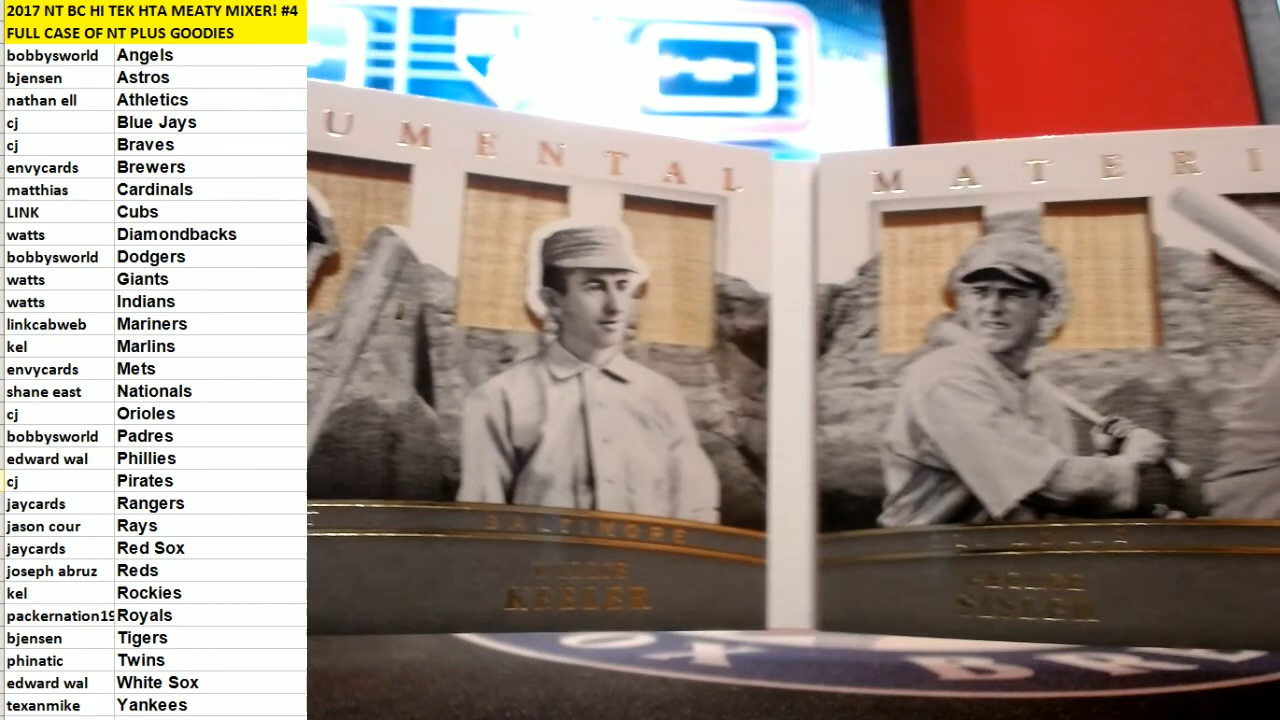 2017 NT BC HI TEK HTA MEATY MIXER! #4
FULL CASE OF NT PLUS GOODIES
bobbysworld Angels
bjensen Astros
nathan ell Athletics
cj Blue Jays
cj Braves
envycards Brewers
matthias Cardinals
LINK Cubs
watts Diamondbacks
bobbysworld Dodgers
watts Giants
watts Indians
linkcabweb Mariners
kel Marlins
envycards Mets
shane east Nationals
cj Orioles
bobbysworld Padres
edward wal Phillies
cj Pirates
jaycards Rangers
jason cour Rays
jaycards Red Sox
joseph abruz Reds
kel Rockies
packernation19 Royals
bjensen Tigers
phinatic Twins
edward wal White Sox
texanmike Yankees
UMENTAL MATERI
BALTIMORE
WILLIE
KEELER
SISLER
OX BRE